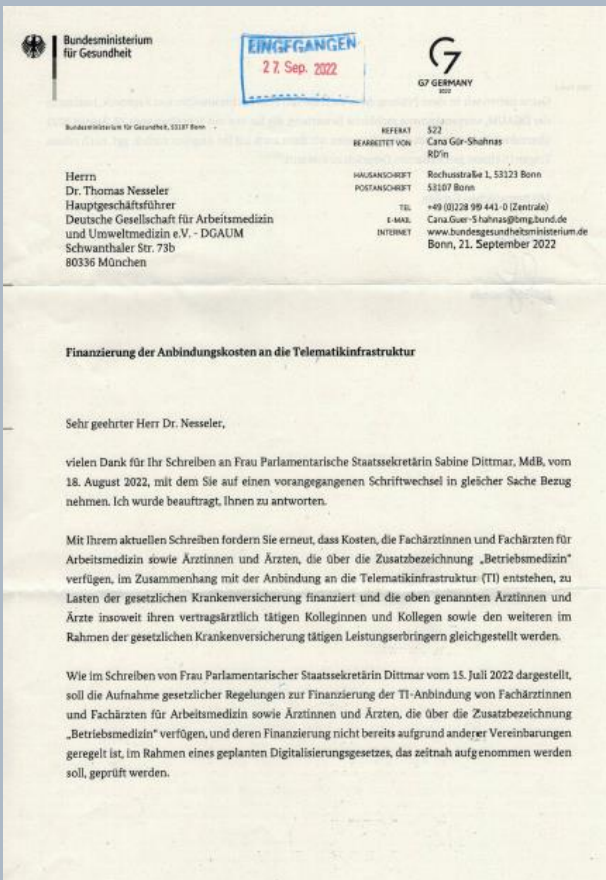 Bundesministerium
für Gesundheit
EINGEGANGEN
27. Sep. 2022
G7 GERMANY
2022
Bundesministerium für Gesundheit, 53107 Bonn
REFERAT 522
BEARBEITET VON Cana Gür-Shahnas
RD'in
HAUSANSCHRIFT Rochusstraße 1, 53123 Bonn
POSTANSCHRIFT 53107 Bonn
TEL +49 (0)228 99 441-0 (Zentrale)
E-MAIL Cana.Guer-Shahnas@bmg.bund.de
INTERNET www.bundesgesundheitsministerium.de
Bonn, 21. September 2022
Herrn
Dr. Thomas Nesseler
Hauptgeschäftsführer
Deutsche Gesellschaft für Arbeitsmedizin
und Umweltmedizin e.V. - DGAUM
Schwanthaler Str. 73b
80336 München
Finanzierung der Anbindungskosten an die Telematikinfrastruktur
Sehr geehrter Herr Dr. Nesseler,
vielen Dank für Ihr Schreiben an Frau Parlamentarische Staatssekretärin Sabine Dittmar, MdB, vom
18. August 2022, mit dem Sie auf einen vorangegangenen Schriftwechsel in gleicher Sache Bezug
nehmen. Ich wurde beauftragt, Ihnen zu antworten.
Mit Ihrem aktuellen Schreiben fordern Sie erneut, dass Kosten, die Fachärztinnen und Fachärzten für
Arbeitsmedizin sowie Ärztinnen und Ärzten, die über die Zusatzbezeichnung „Betriebsmedizin"
verfügen, im Zusammenhang mit der Anbindung an die Telematikinfrastruktur (TI) entstehen, zu
Lasten der gesetzlichen Krankenversicherung finanziert und die oben genannten Ärztinnen und
Ärzte insoweit ihren vertragsärztlich tätigen Kolleginnen und Kollegen sowie den weiteren im
Rahmen der gesetzlichen Krankenversicherung tätigen Leistungserbringern gleichgestellt werden.
Wie im Schreiben von Frau Parlamentarischer Staatssekretärin Dittmar vom 15. Juli 2022 dargestellt,
soll die Aufnahme gesetzlicher Regelungen zur Finanzierung der TI-Anbindung von Fachärztinnen
und Fachärzten für Arbeitsmedizin sowie Ärztinnen und Ärzten, die über die Zusatzbezeichnung
„Betriebsmedizin" verfügen, und deren Finanzierung nicht bereits aufgrund anderer Vereinbarungen
geregelt ist, im Rahmen eines geplanten Digitalisierungsgesetzes, das zeitnah aufgenommen werden
soll, geprüft werden.